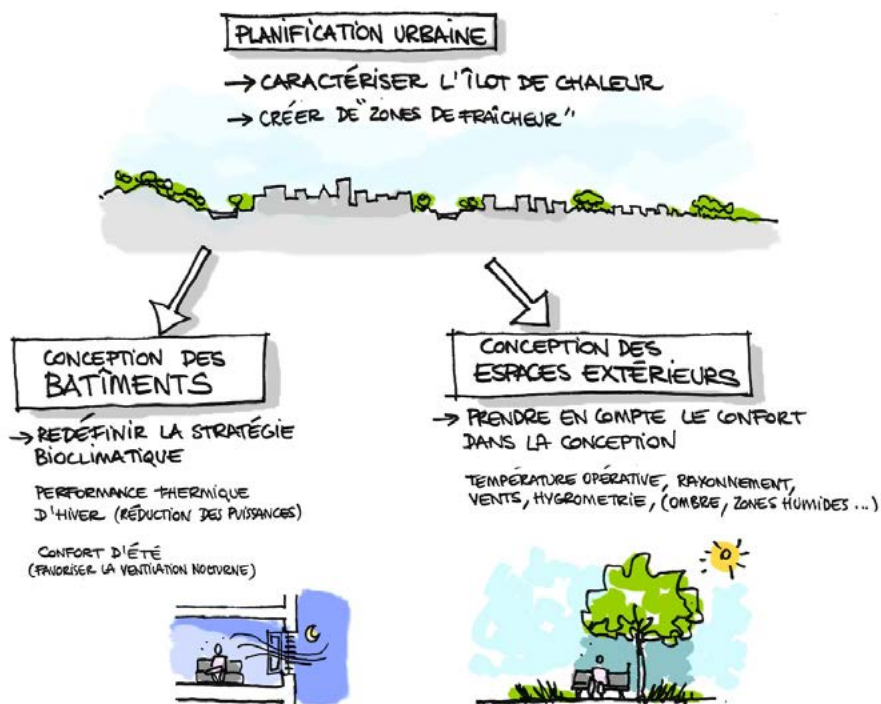 PLANIFICATION URBAINE
→ CARACTÉRISER L'ÎLOT DE CHALEUR
→ CRÉER DE "ZONES DE FRAÎCHEUR"
CONCEPTION DES
BATÎMENTS
→ REDÉFINIR LA STRATÉGIE
BIOCLIMATIQUE
PERFORMANCE THERMIQUE
D'HIVER (RÉDUCTION DES PUISSANCES)
CONFORT D'ÉTÉ
(FAVORISER LA VENTILATION NOCTURNE)
CONCEPTION DES
ESPACES EXTÉRIEURS
→ PRENDRE EN COMPTE LE CONFORT
DANS LA CONCEPTION
TEMPÉRATURE OPÉRATIVE, RAYONNEMENT,
VENTS, HYGROMETRIE, (OMBRE, ZONES HUMIDES...)